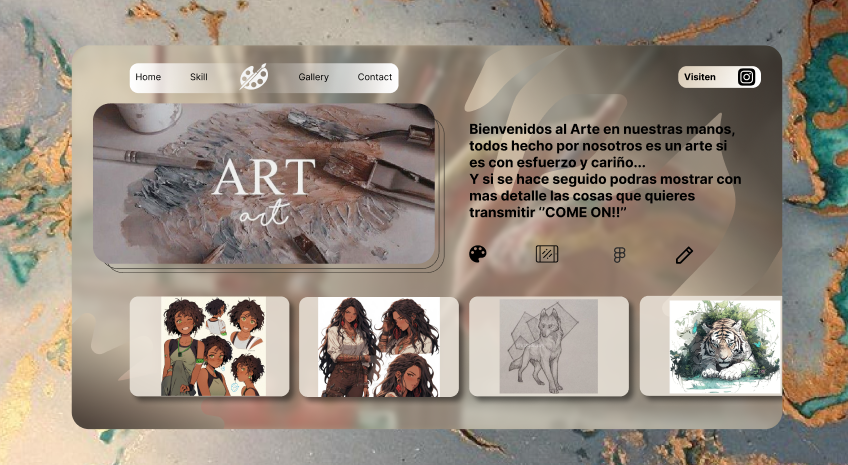 Home
Skill
Gallery
Contact
Visiten
ART
art
Bienvenidos al Arte en nuestras manos,
todos hecho por nosotros es un arte si
es con esfuerzo y cariño...
Y si se hace seguido podras mostrar con
mas detalle las cosas que quieres
transmitir ‘’COME ON!!’’